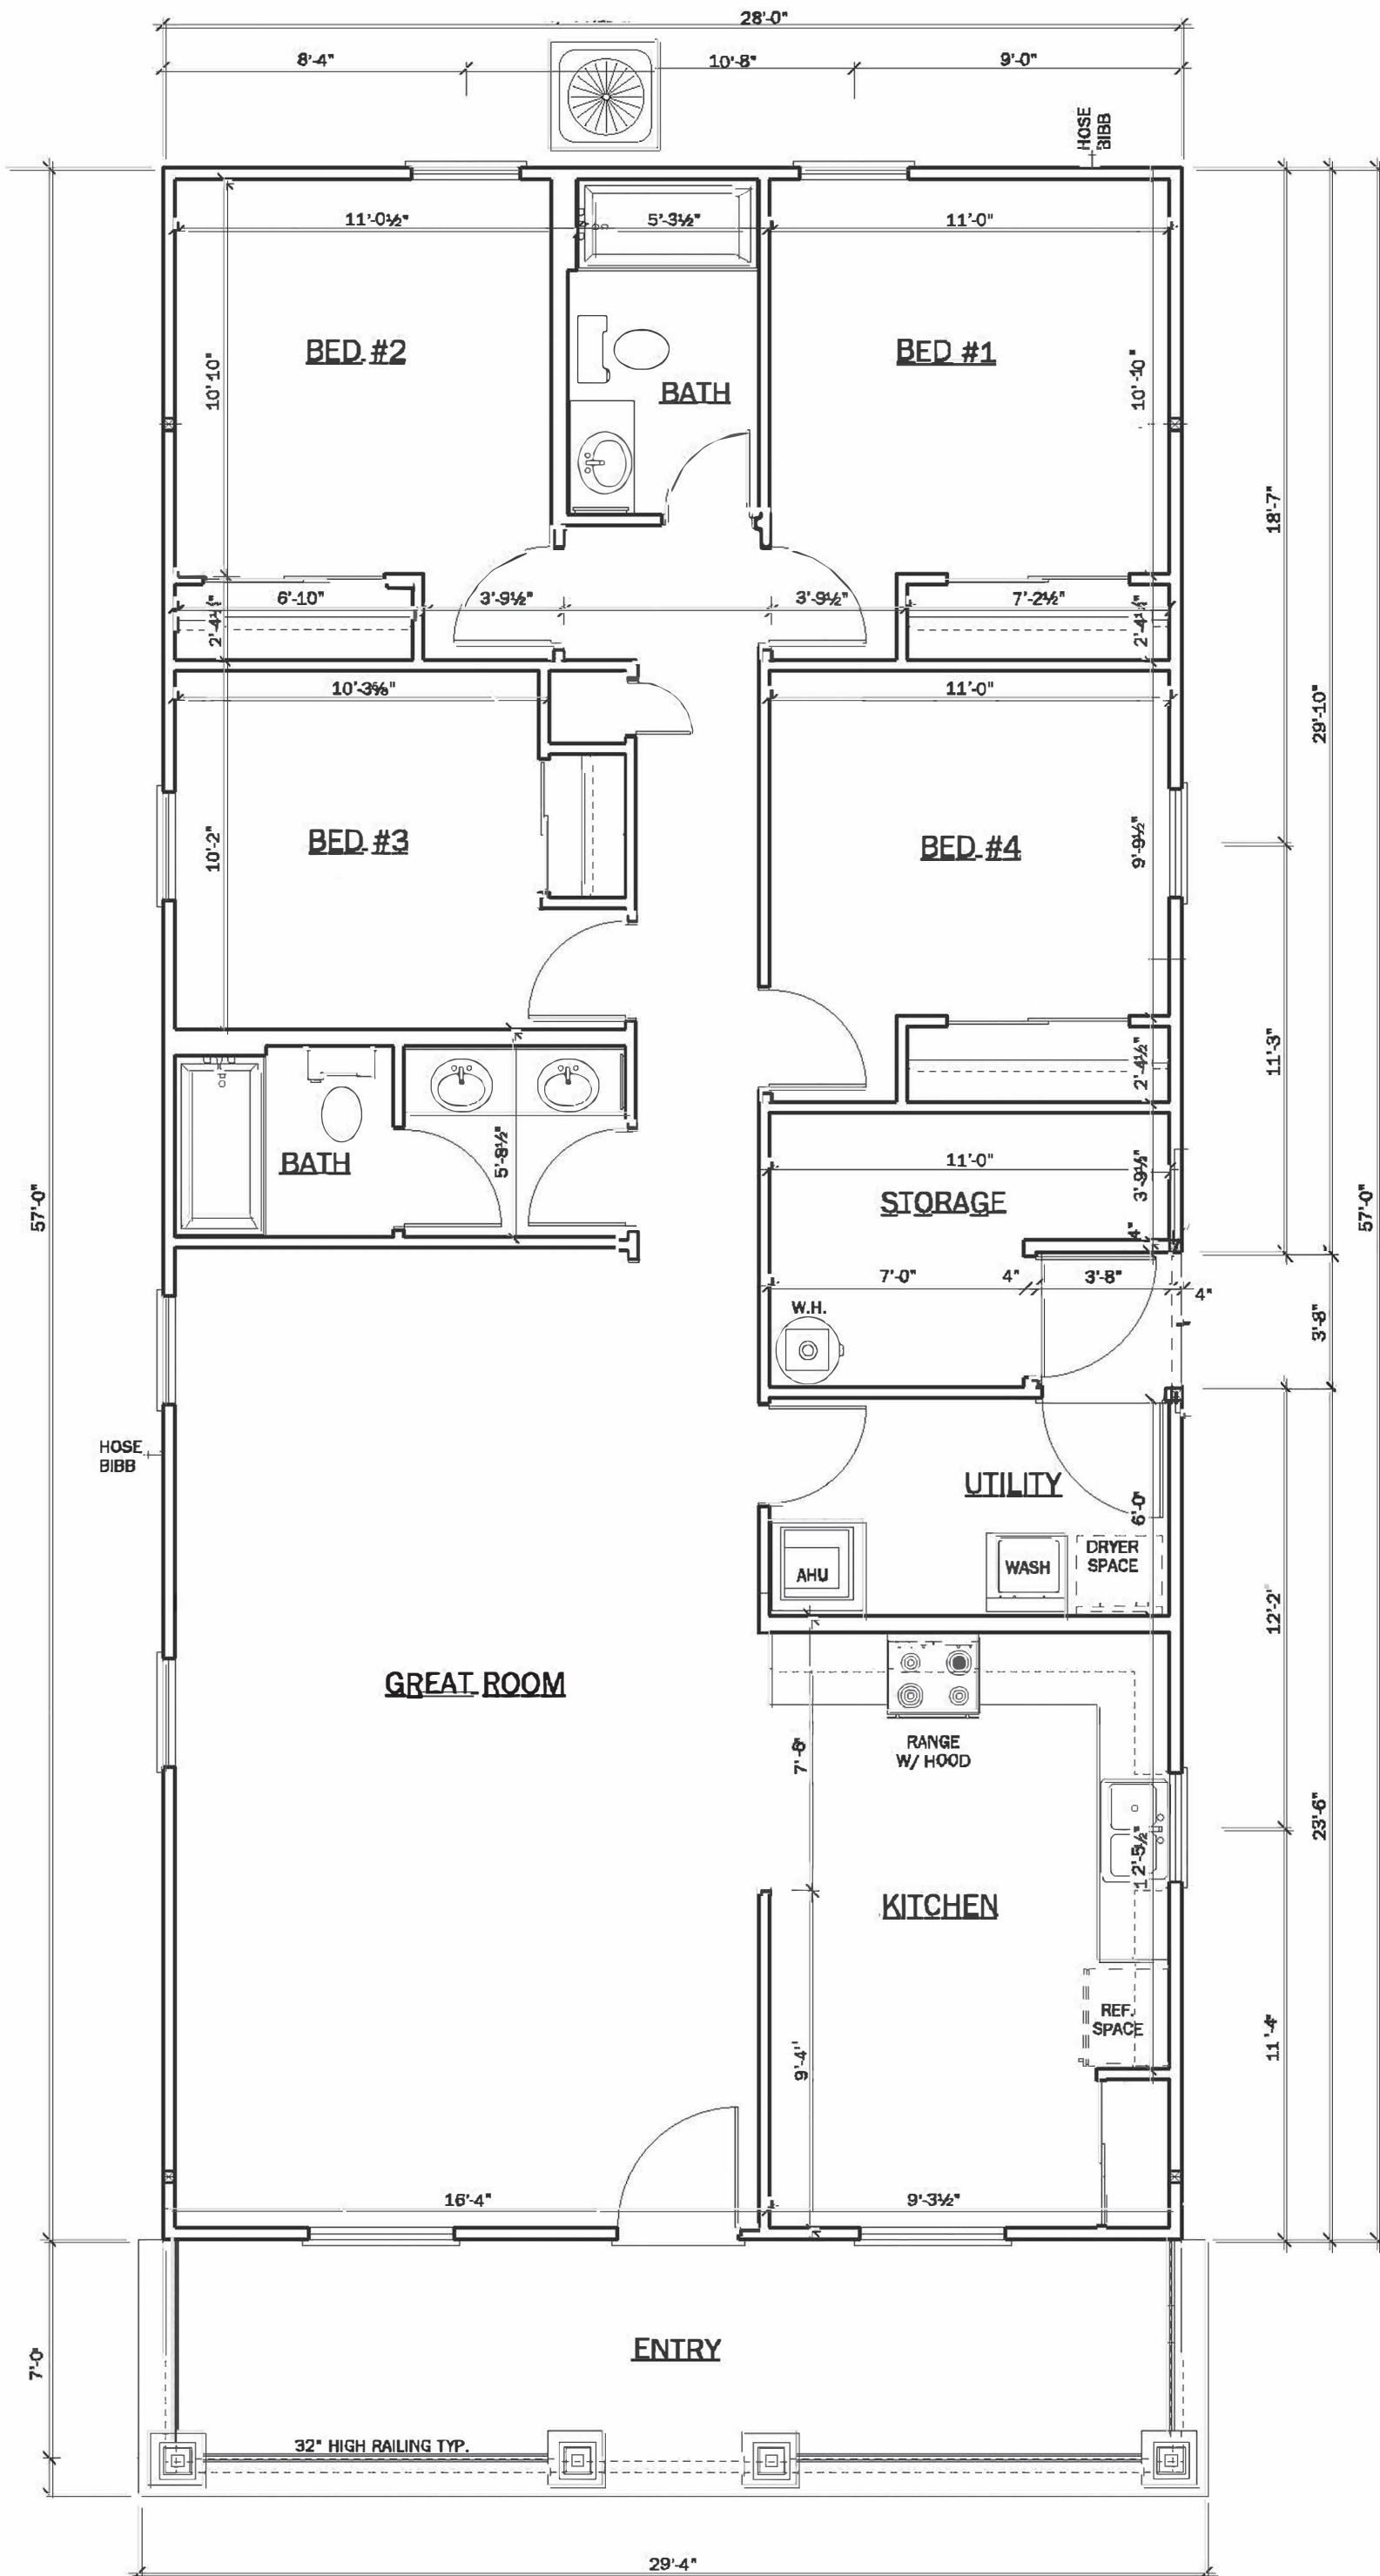 28'-0"
8'-4"
10'-8"
9'-0"
HOSE
BIBB
11'-0½"
5'-3½"
11'-0"
BED #2
BED #1
BATH
10'10"
10'-10"
18'-7"
6'-10"
3'-9½"
3'-9½"
7'-2½"
2'-4½"
2'-4½"
10'-3⅝"
11'-0"
29'-10"
BED #3
BED #4
10'-2"
9'-9½"
11'-3"
2'-4½"
BATH
5'-8½"
11'-0"
3'-9½"
STORAGE
4"
57'-0"
57'-0"
7'-0"
4"
3'-8"
4"
W.H.
3'-8"
HOSE
BIBB
UTILITY
6'-0"
AHU
WASH
DRYER
SPACE
12'-2'
GREAT ROOM
RANGE
W/ HOOD
7'-6"
12'-5½"
23'-6"
KITCHEN
REF.
SPACE
9'-4"
11'-4"
16'-4"
9'-3½"
ENTRY
7'-0"
32" HIGH RAILING TYP.
29'-4"